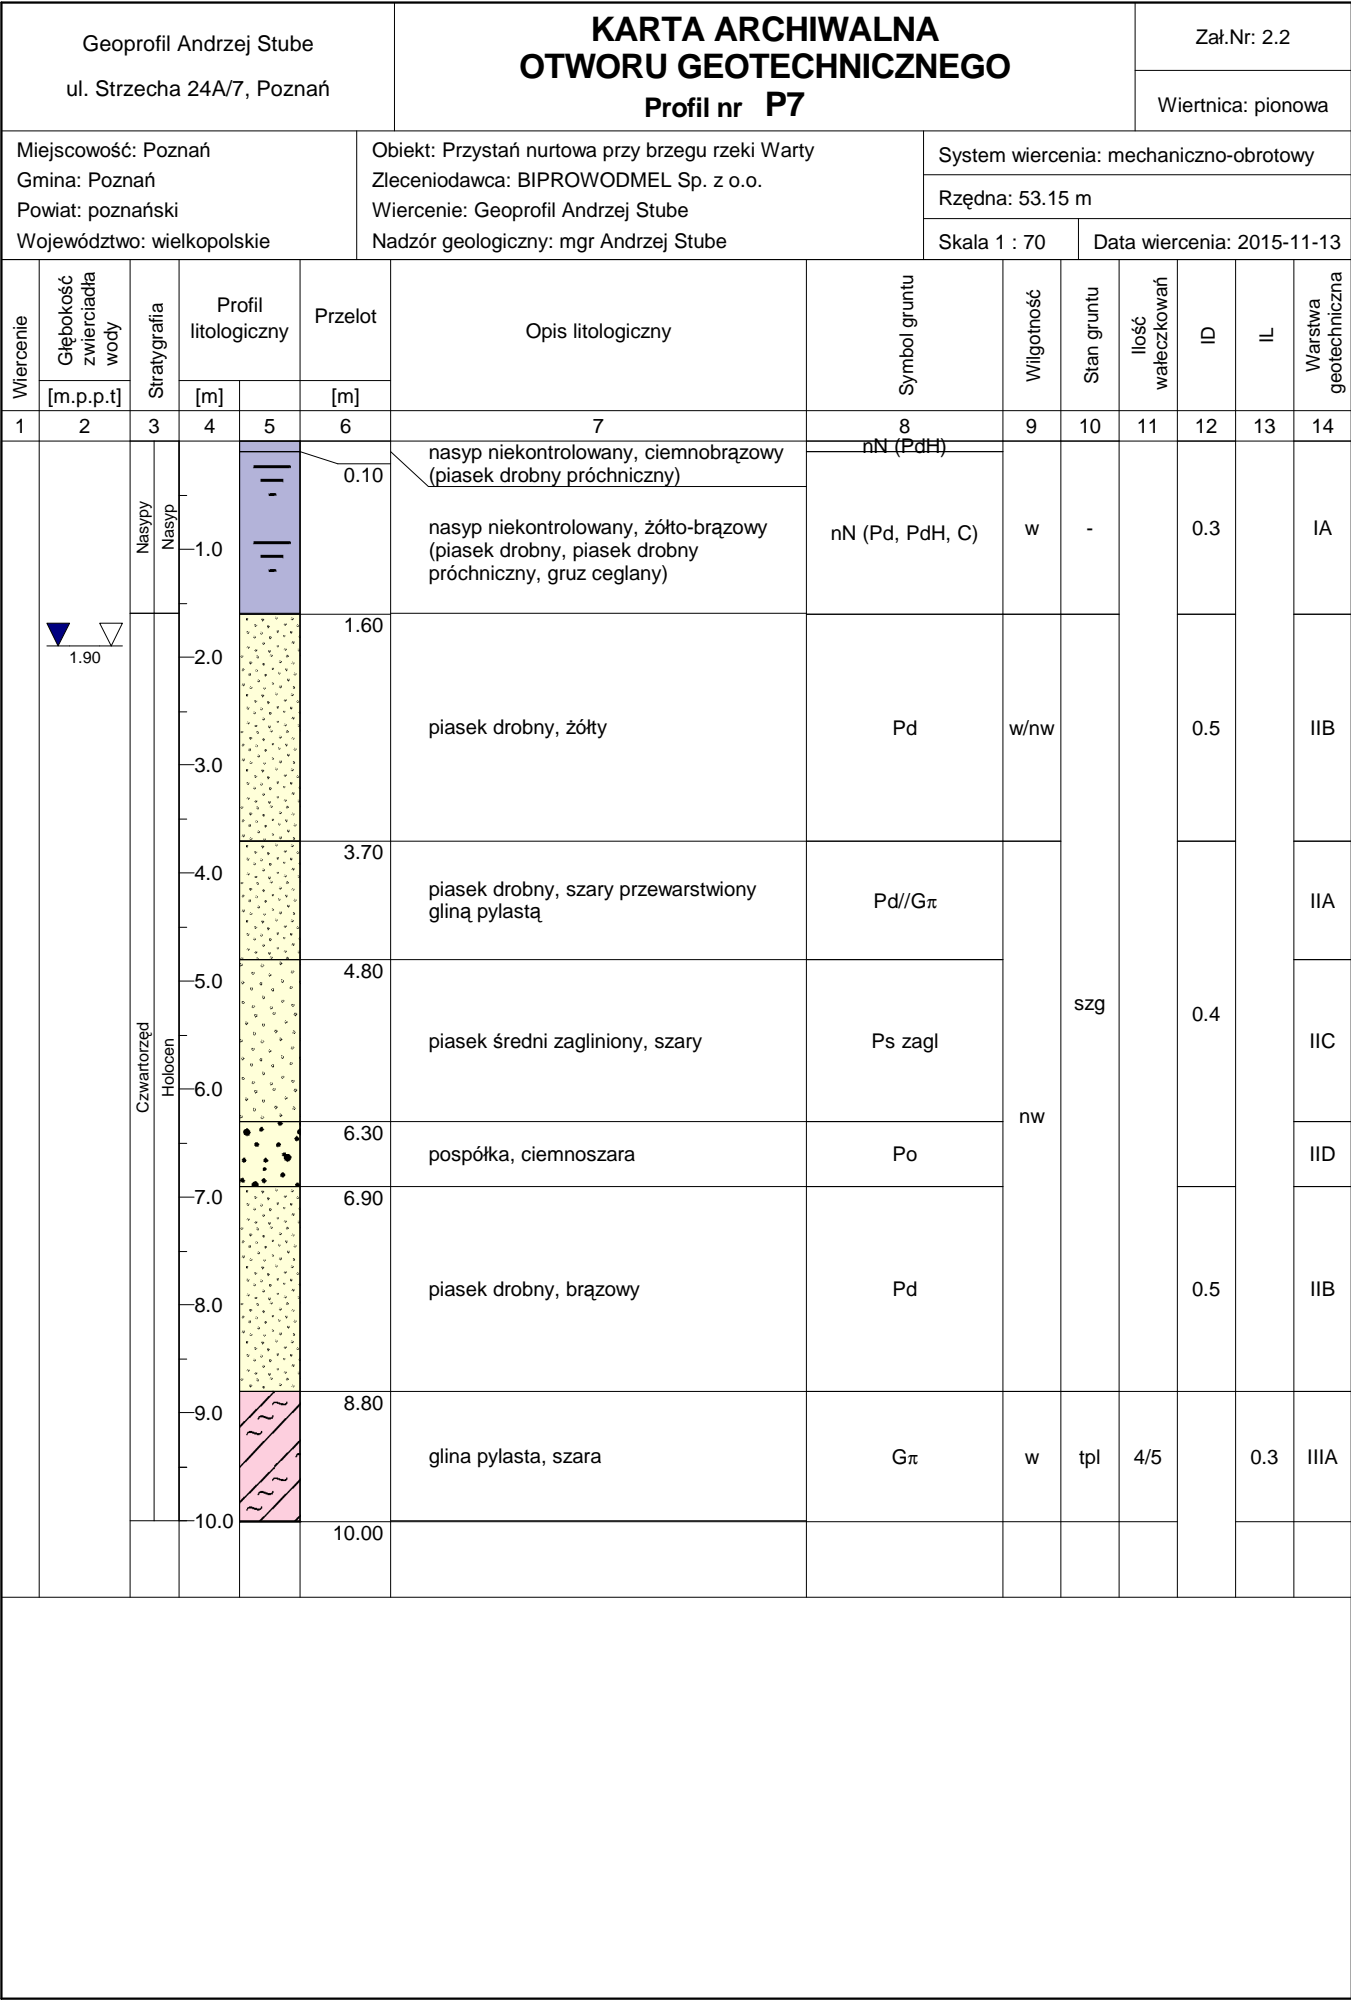 Geoprofil Andrzej Stube
ul. Strzecha 24A/7, Poznań
KARTA ARCHIWALNA
OTWORU GEOTECHNICZNEGO
Profil nr P7
Zał.Nr: 2.2
Wiertnica: pionowa
Miejscowość: Poznań
Gmina: Poznań
Powiat: poznański
Województwo: wielkopolskie
Obiekt: Przystań nurtowa przy brzegu rzeki Warty
Zleceniodawca: BIPROWODMEL Sp. z o.o.
Wiercenie: Geoprofil Andrzej Stube
Nadzór geologiczny: mgr Andrzej Stube
System wiercenia: mechaniczno-obrotowy
Rzędna: 53.15 m
Skala 1 : 70
Data wiercenia: 2015-11-13
Wiercenie
Głębokość
zwierciadła
wody
[m.p.p.t]
Stratygrafia
Profil
litologiczny
[m]
Przelot
[m]
Opis litologiczny
Symbol gruntu
Wilgotność
Stan gruntu
Ilość
wałeczkowań
ID
IL
Warstwa
geotechniczna
1 2 3 4 5 6 7 8 9 10 11 12 13 14
nasyp niekontrolowany, ciemnobrązowy
(piasek drobny próchniczny)
nN (PdH)
0.10
Nasypy
Nasyp
1.0
nasyp niekontrolowany, żółto-brązowy
(piasek drobny, piasek drobny
próchniczny, gruz ceglany)
nN (Pd, PdH, C)
w
-
0.3
IA
1.60
1.90
2.0
piasek drobny, żółty
Pd
w/nw
0.5
IIB
3.0
3.70
4.0
piasek drobny, szary przewarstwiony
gliną pylastą
Pd//Gπ
IIA
4.80
5.0
szg
0.4
Czwartorzęd
Holocen
piasek średni zagliniony, szary
Ps zagl
IIC
6.0
nw
6.30
pospółka, ciemnoszara
Po
IID
6.90
7.0
piasek drobny, brązowy
Pd
0.5
IIB
8.0
8.80
9.0
glina pylasta, szara
Gπ
w
tpl
4/5
0.3
IIIA
10.0
10.00